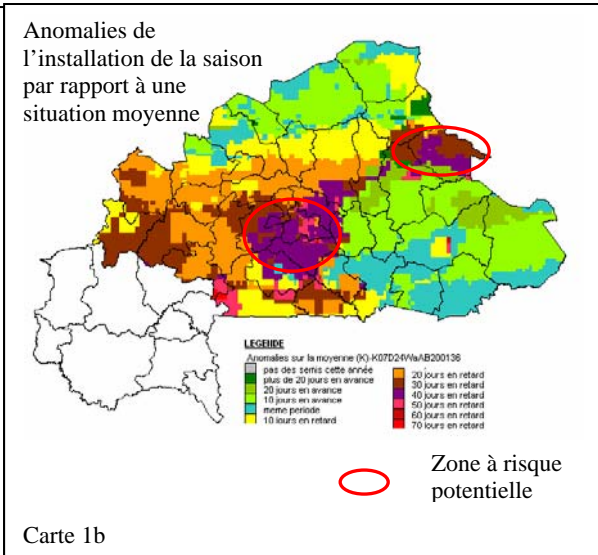 Anomalies de
l'installation de la saison
par rapport à une
situation moyenne
LEGENDE
Anomalies sur la moyenne (K)-K07D24WaAB200136
pas des semis cette année
plus de 20 jours en avance
20 jours en avance
10 jours en avance
meme periode
10 jours en retard
20 jours en retard
30 jours en retard
40 jours en retard
50 jours en retard
60 jours en retard
70 jours en retard
Zone à risque
potentielle
Carte 1b